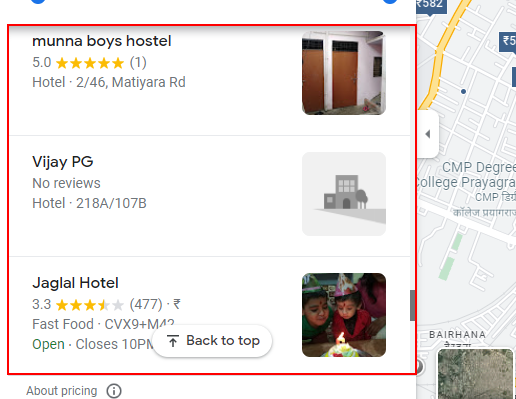 munna boys hostel
5.0 (1)
Hotel · 2/46, Matiyara Rd
Vijay PG
No reviews
Hotel · 218A/107B
Jaglal Hotel
3.3 (477) · ₹
Fast Food · CVX9+M42
Open · Closes 10PM
Back to top
About pricing
₹582
₹5
CMP Degree
College Prayagra
CMP डिग्री
कॉलेज प्रयागराज
BAIRHANA